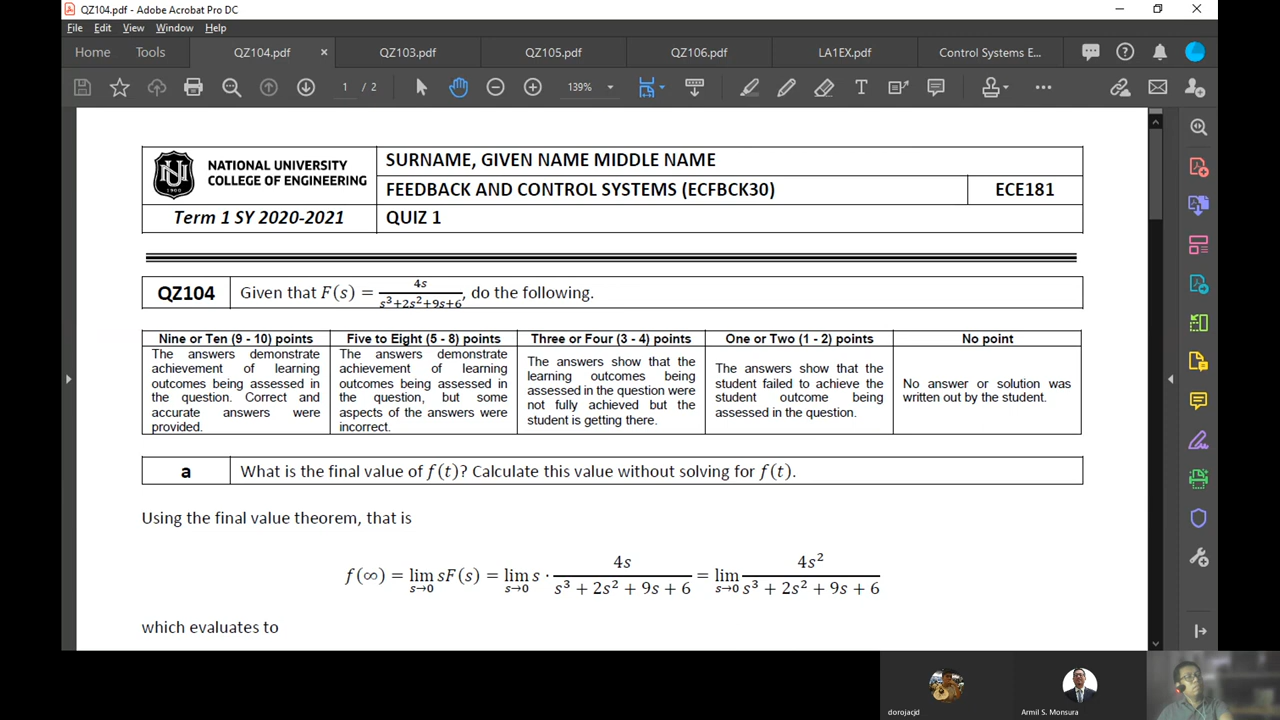 QZ104.pdf - Adobe Acrobat Pro DC
File Edit View Window Help
Home Tools QZ104.pdf × QZ103.pdf QZ105.pdf QZ106.pdf LA1EX.pdf Control Systems E...
1 / 2 139%
NATIONAL UNIVERSITY
COLLEGE OF ENGINEERING
SURNAME, GIVEN NAME MIDDLE NAME
FEEDBACK AND CONTROL SYSTEMS (ECFBCK30) ECE181
Term 1 SY 2020-2021 QUIZ 1
QZ104 Given that F(s) = 4s / (s³+2s²+9s+6), do the following.
Nine or Ten (9 - 10) points
The answers demonstrate
achievement of learning
outcomes being assessed in
the question. Correct and
accurate answers were
provided.
Five to Eight (5 - 8) points
The answers demonstrate
achievement of learning
outcomes being assessed in
the question, but some
aspects of the answers were
incorrect.
Three or Four (3 - 4) points
The answers show that the
learning outcomes being
assessed in the question were
not fully achieved but the
student is getting there.
One or Two (1 - 2) points
The answers show that the
student failed to achieve the
student outcome being
assessed in the question.
No point
No answer or solution was
written out by the student.
a What is the final value of f(t)? Calculate this value without solving for f(t).
Using the final value theorem, that is
f(∞) = lim s→0 sF(s) = lim s→0 s · 4s / (s³ + 2s² + 9s + 6) = lim s→0 4s² / (s³ + 2s² + 9s + 6)
which evaluates to
dorojacjd
Armil S. Monsura